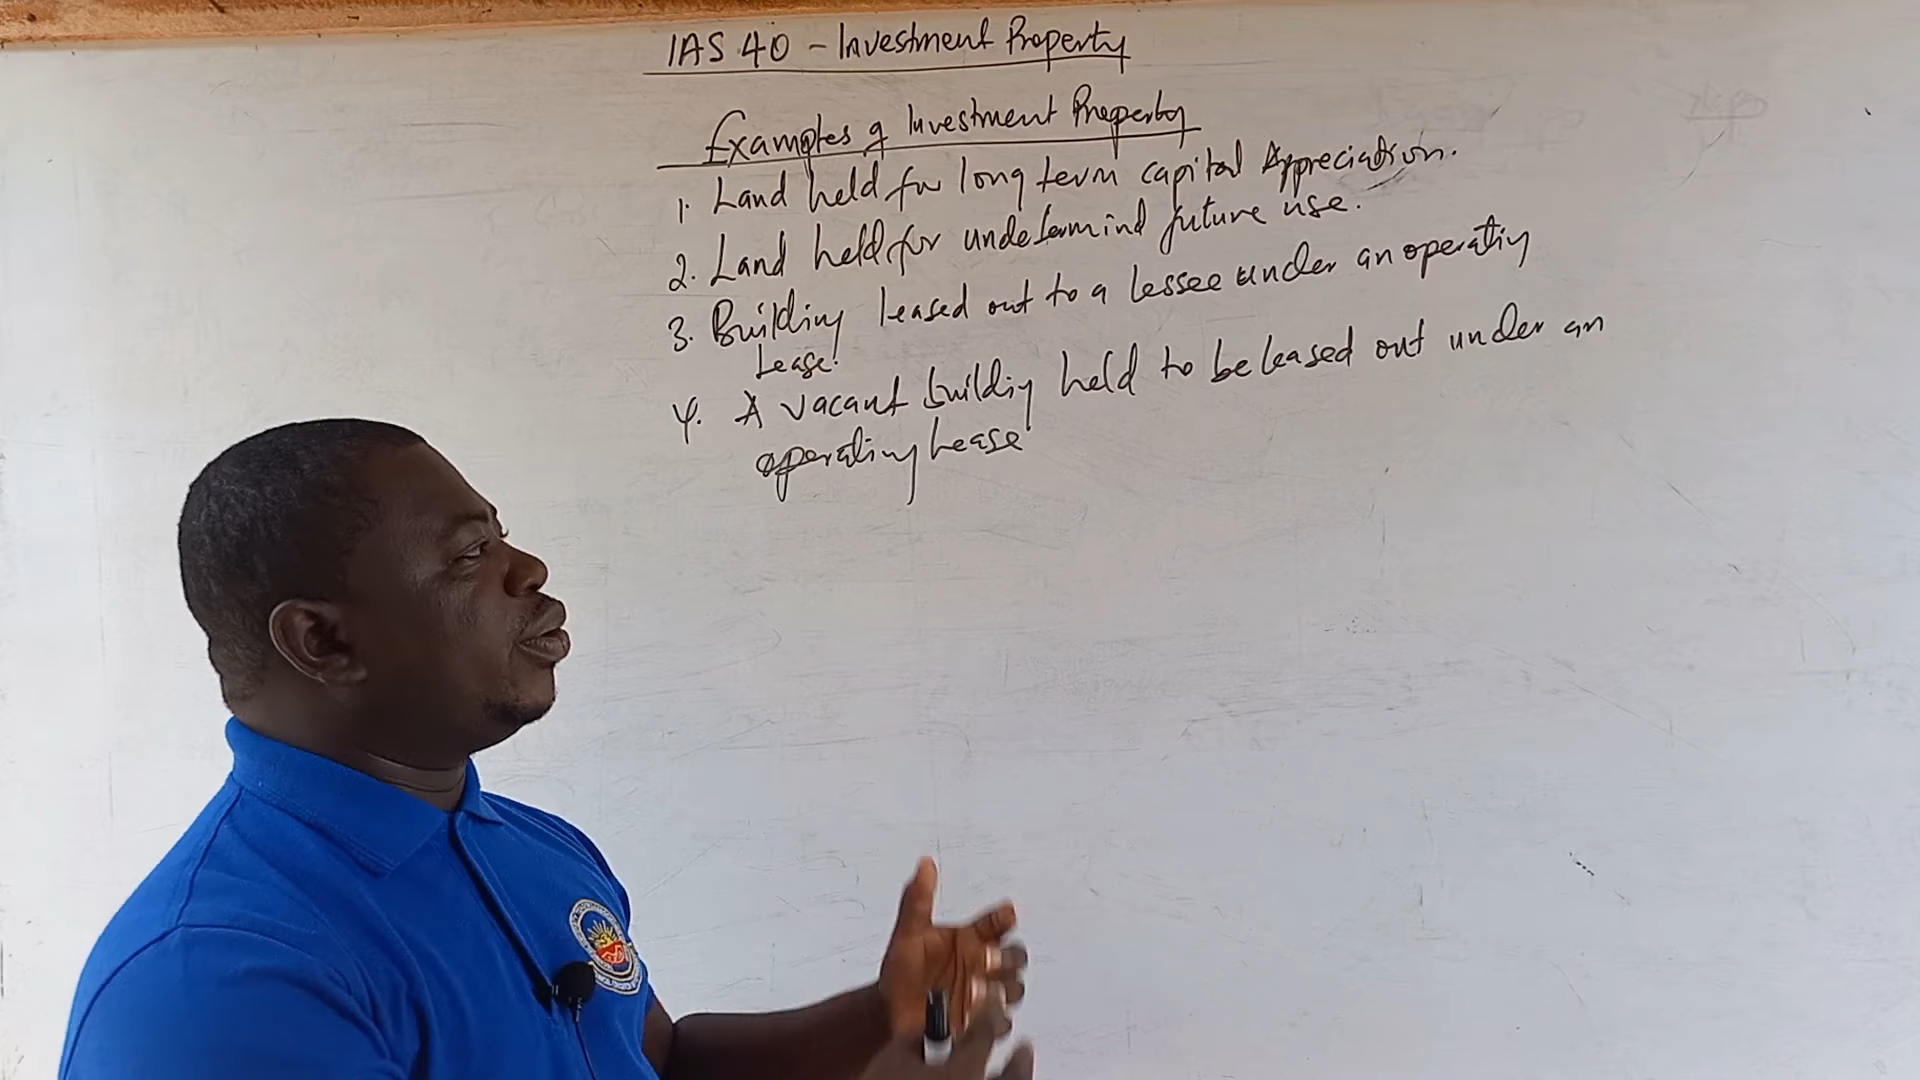 IAS 40 - Investment Property
Examples of Investment Property
1. Land held for long term capital Appreciation.
2. Land held for undetermind future use.
3. Building leased out to a lessee under an operating
Lease.
4. A vacant building held to be leased out under an
operating Lease